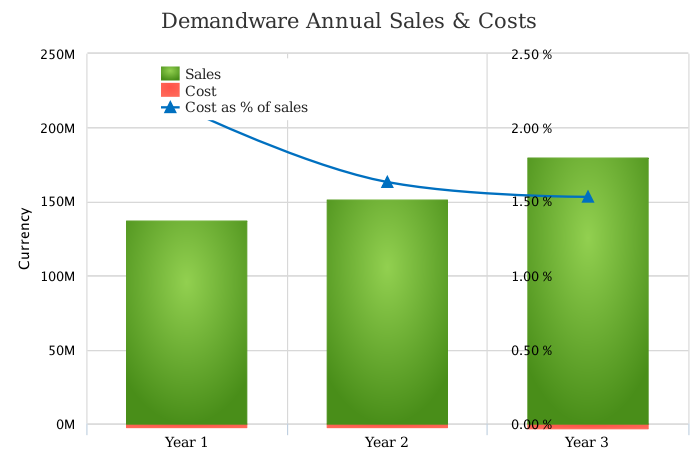 Demandware Annual Sales & Costs
250M
200M
150M
100M
50M
0M
Currency
Sales
Cost
Cost as % of sales
2.50 %
2.00 %
1.50 %
1.00 %
0.50 %
0.00 %
Year 1
Year 2
Year 3